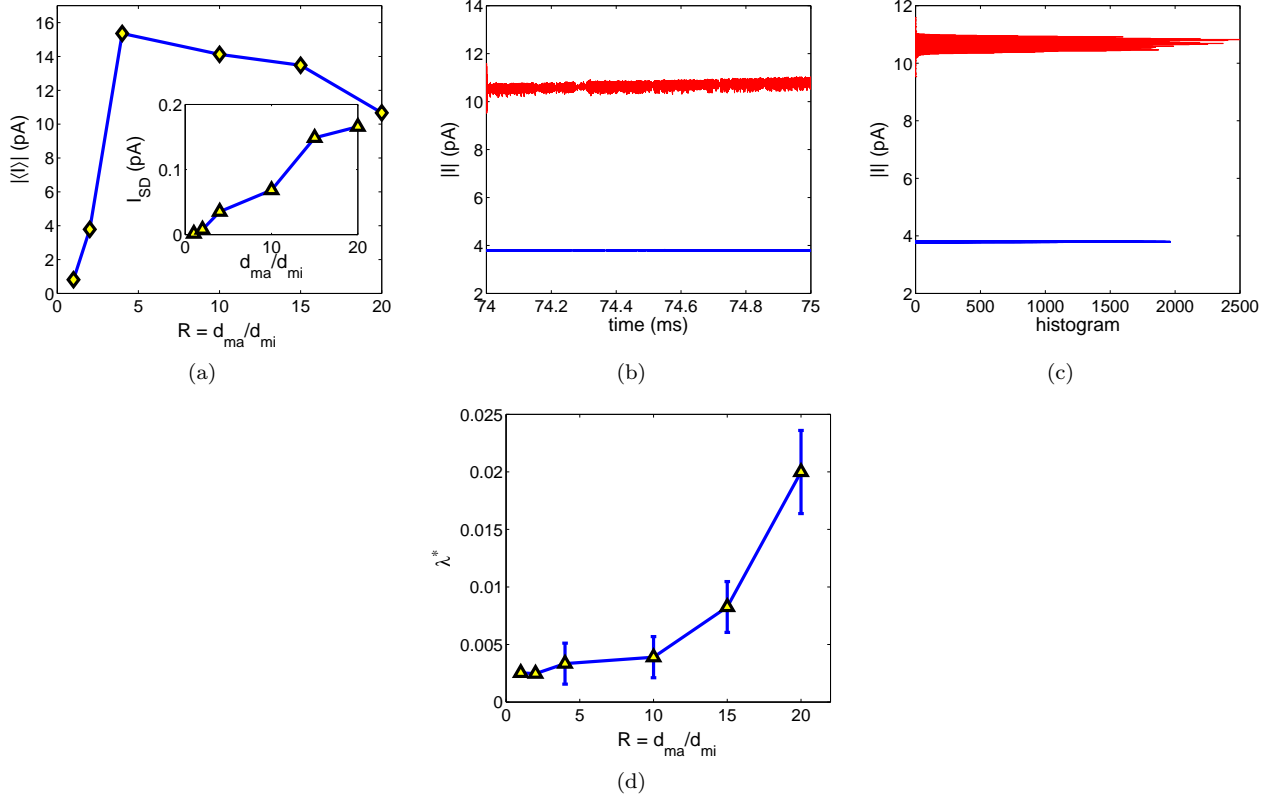 16
14
12
10
8
6
4
2
0
|⟨I⟩| (pA)
0 5 10 15 20
R = d_ma/d_mi
0.2
0.1
0
I_SD (pA)
0 10 20
d_ma/d_mi
(a)
12
10
8
6
4
2
|I| (pA)
74 74.2 74.4 74.6 74.8 75
time (ms)
(b)
12
10
8
6
4
2
|I| (pA)
0 500 1000 1500 2000 2500
histogram
(c)
0.025
0.02
0.015
0.01
0.005
0
λ*
0 5 10 15 20
R = d_ma/d_mi
(d)